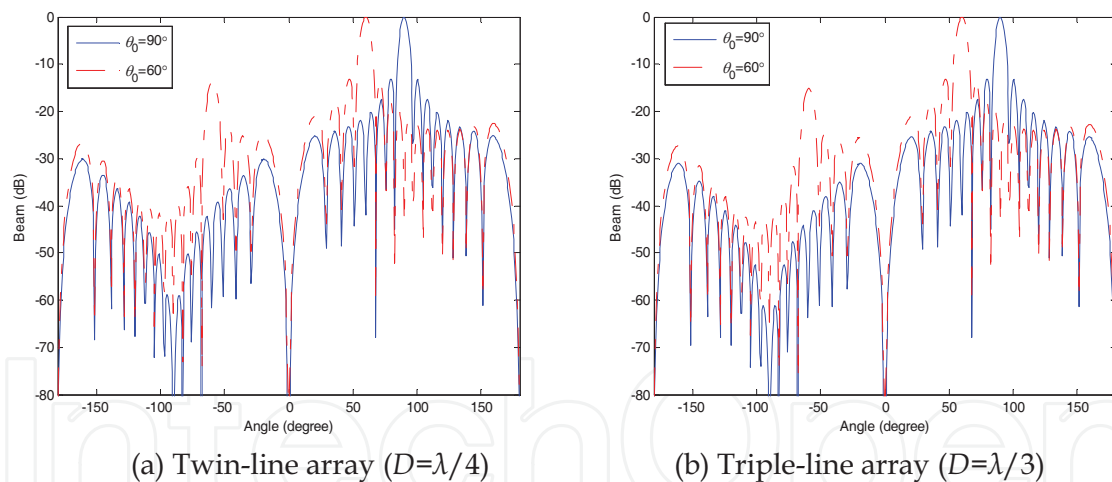 0
-10
-20
-30
-40
-50
-60
-70
-80
Beam (dB)
θ₀=90°
θ₀=60°
-150 -100 -50 0 50 100 150
Angle (degree)
(a) Twin-line array (D=λ/4)
0
-10
-20
-30
-40
-50
-60
-70
-80
Beam (dB)
θ₀=90°
θ₀=60°
-150 -100 -50 0 50 100 150
Angle (degree)
(b) Triple-line array (D=λ/3)
IntechOpen